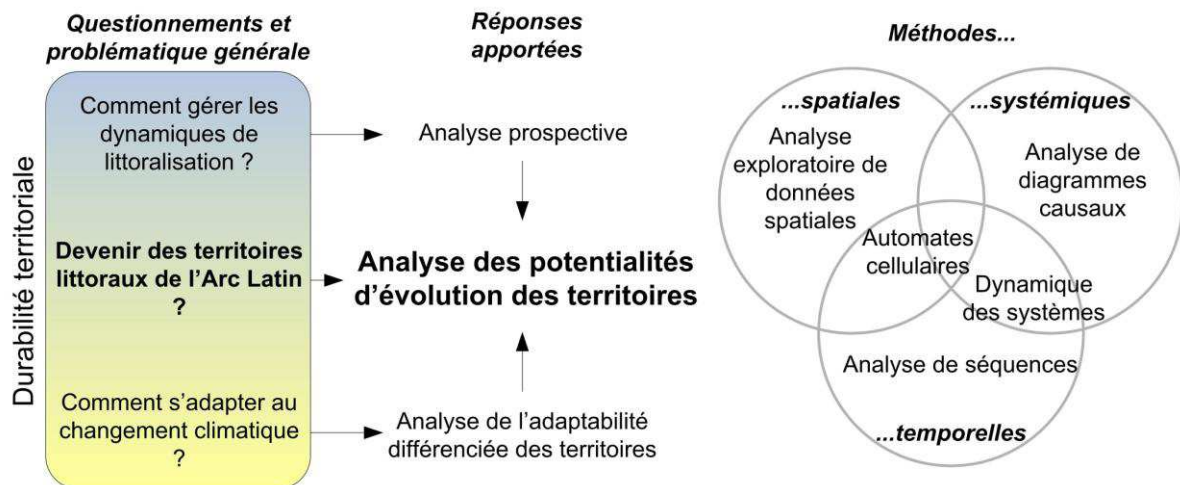 Questionnements et
problématique générale
Durabilité territoriale
Comment gérer les
dynamiques de
littoralisation ?
Devenir des territoires
littoraux de l’Arc Latin
?
Comment s’adapter au
changement climatique
?
Réponses
apportées
Analyse prospective
Analyse des potentialités
d’évolution des territoires
Analyse de l’adaptabilité
différenciée des territoires
Méthodes...
...spatiales
Analyse
exploratoire de
données
spatiales
...systémiques
Analyse de
diagrammes
causaux
Automates
cellulaires
Dynamique
des systèmes
Analyse de séquences
...temporelles